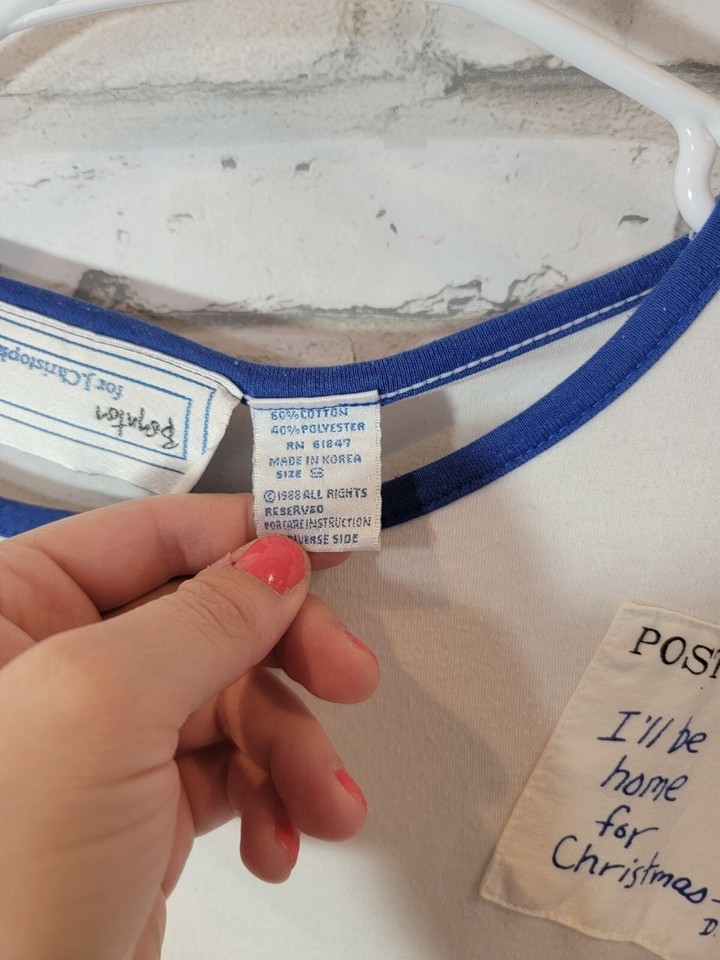 Boynton
for J. Christoph
60% COTTON
40% POLYESTER
RN 61847
MADE IN KOREA
SIZE S
© 1988 ALL RIGHTS
RESERVED
FOR CARE INSTRUCTION
VERSE SIDE
POST
I'll be
home
for
Christmas-
D.